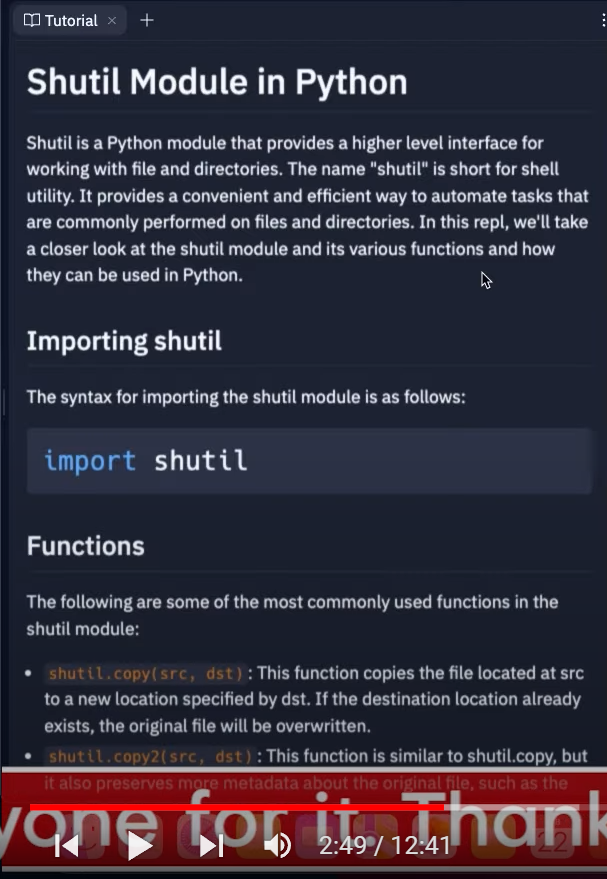 Tutorial
Shutil Module in Python
Shutil is a Python module that provides a higher level interface for
working with file and directories. The name "shutil" is short for shell
utility. It provides a convenient and efficient way to automate tasks that
are commonly performed on files and directories. In this repl, we'll take
a closer look at the shutil module and its various functions and how
they can be used in Python.
Importing shutil
The syntax for importing the shutil module is as follows:
import shutil
Functions
The following are some of the most commonly used functions in the
shutil module:
• shutil.copy(src, dst): This function copies the file located at src
to a new location specified by dst. If the destination location already
exists, the original file will be overwritten.
• shutil.copy2(src, dst): This function is similar to shutil.copy, but
it also preserves more metadata about the original file, such as the
yone for it. Thank
2:49 / 12:41
22